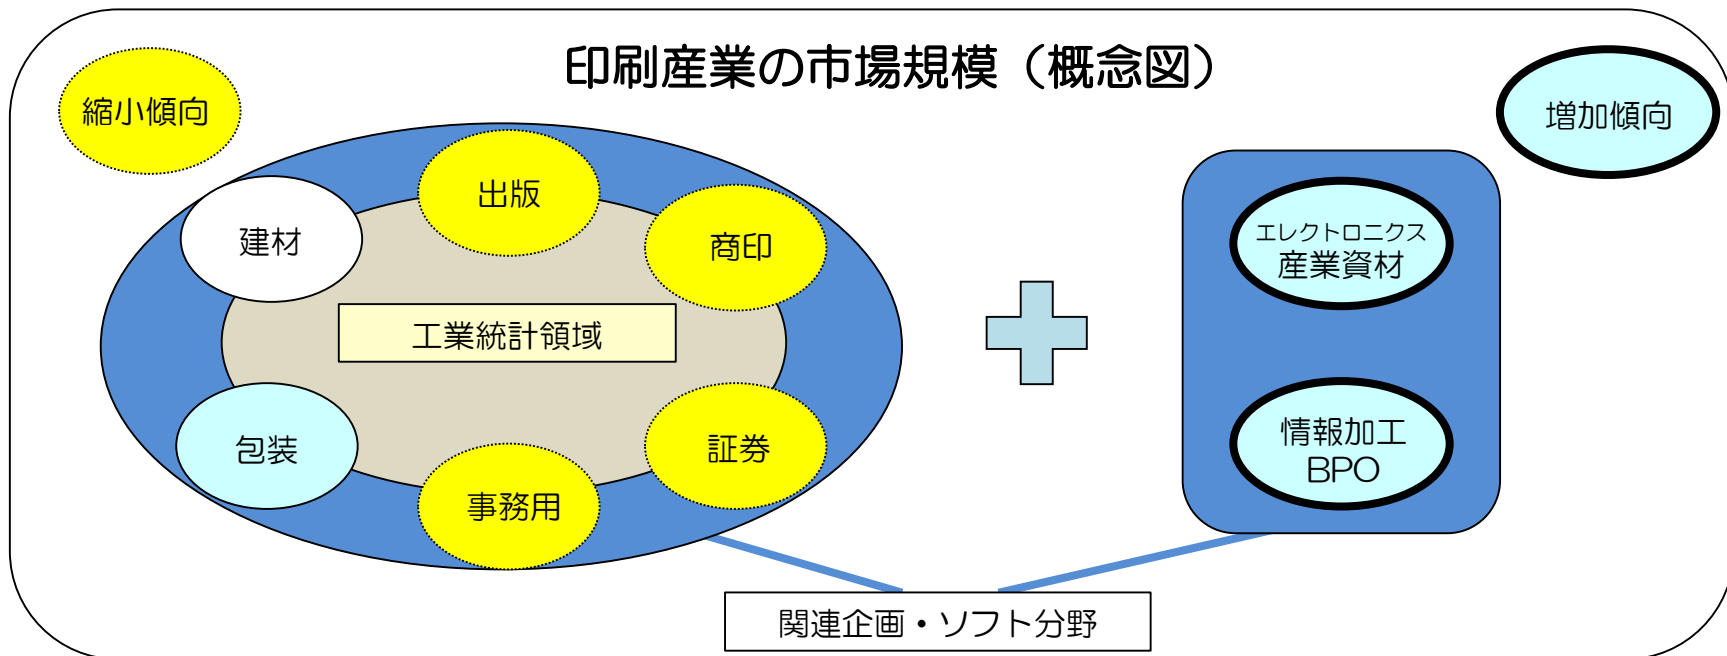 印刷産業の市場規模（概念図）
縮小傾向
増加傾向
出版
建材
商印
工業統計領域
包装
証券
事務用
エレクトロニクス
産業資材
情報加工
BPO
関連企画・ソフト分野